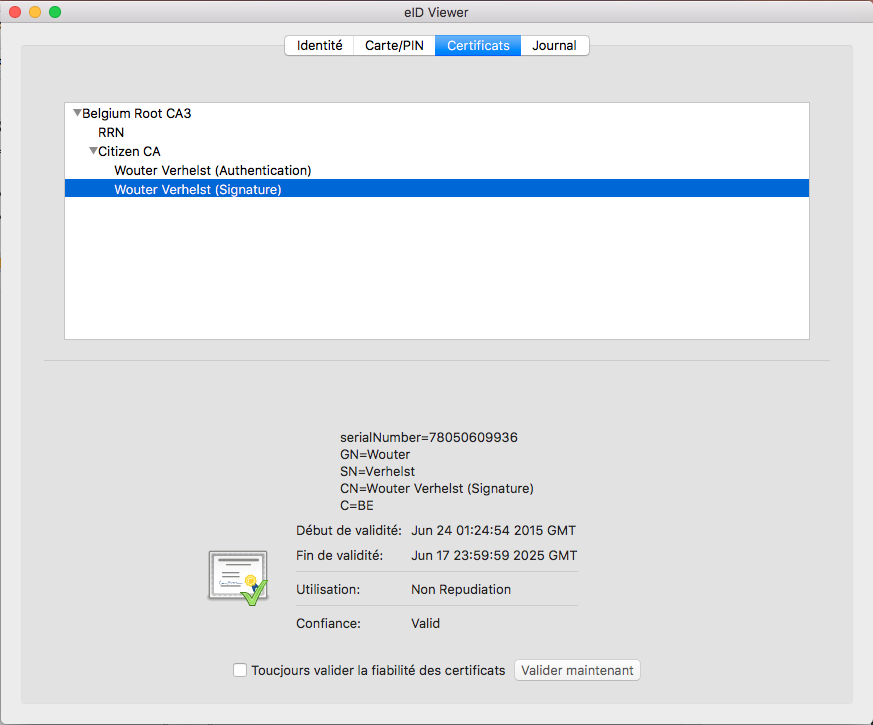 eID Viewer
Identité Carte/PIN Certificats Journal
Belgium Root CA3
RRN
Citizen CA
Wouter Verhelst (Authentication)
Wouter Verhelst (Signature)
serialNumber=78050609936
GN=Wouter
SN=Verhelst
CN=Wouter Verhelst (Signature)
C=BE
Début de validité: Jun 24 01:24:54 2015 GMT
Fin de validité: Jun 17 23:59:59 2025 GMT
Utilisation: Non Repudiation
Confiance: Valid
Toucjours valider la fiabilité des certificats Valider maintenant